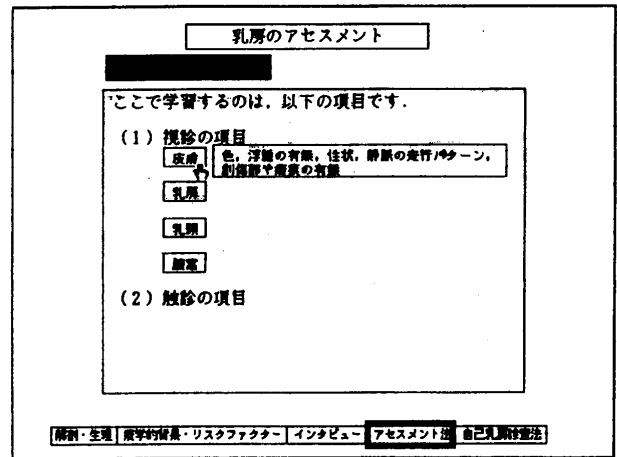 乳房のアセスメント
ここで学習するのは，以下の項目です．
(1) 視診の項目
皮膚 色，浮腫の有無，性状，静脈の走行パターン，
創傷部や瘢痕の有無
乳房
乳頭
腋窩
(2) 触診の項目
解剖・生理 疫学的背景・リスクファクター インタビュー アセスメント法 自己乳房検査法